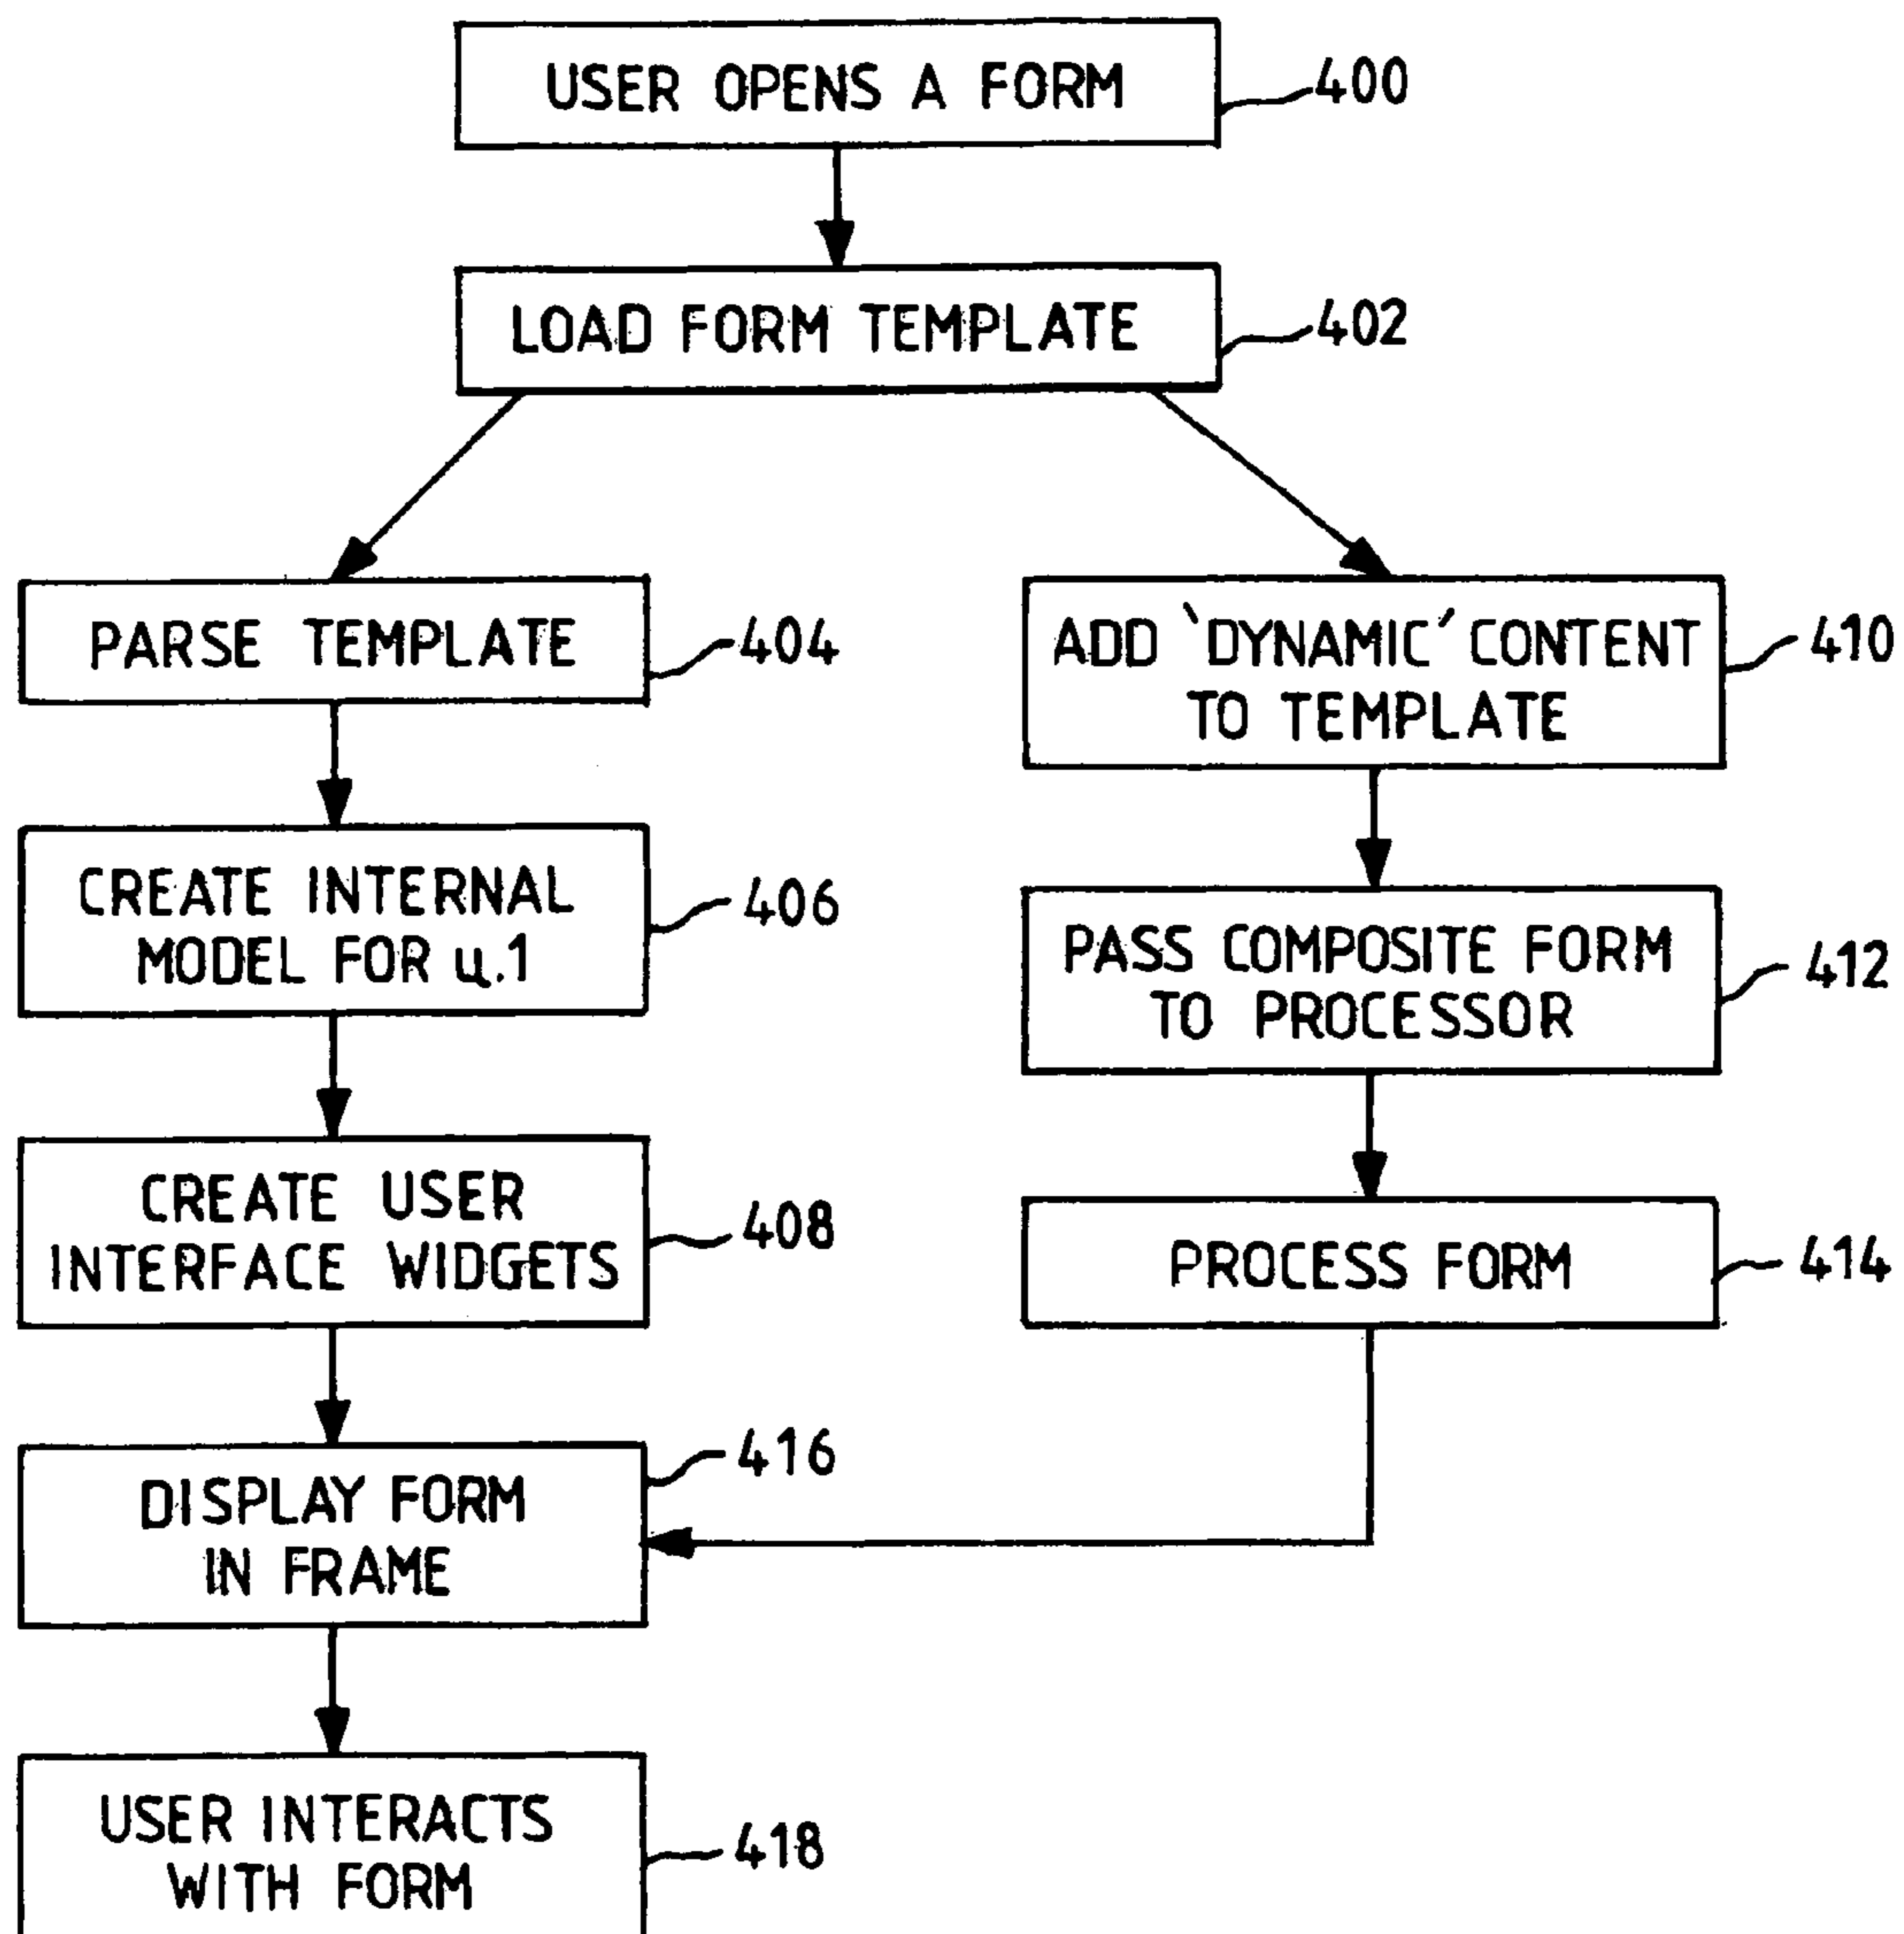 USER OPENS A FORM
400
LOAD FORM TEMPLATE
402
PARSE TEMPLATE
404
ADD 'DYNAMIC' CONTENT
TO TEMPLATE
410
CREATE INTERNAL
MODEL FOR u.1
406
PASS COMPOSITE FORM
TO PROCESSOR
412
CREATE USER
INTERFACE WIDGETS
408
PROCESS FORM
414
DISPLAY FORM
IN FRAME
416
USER INTERACTS
WITH FORM
418